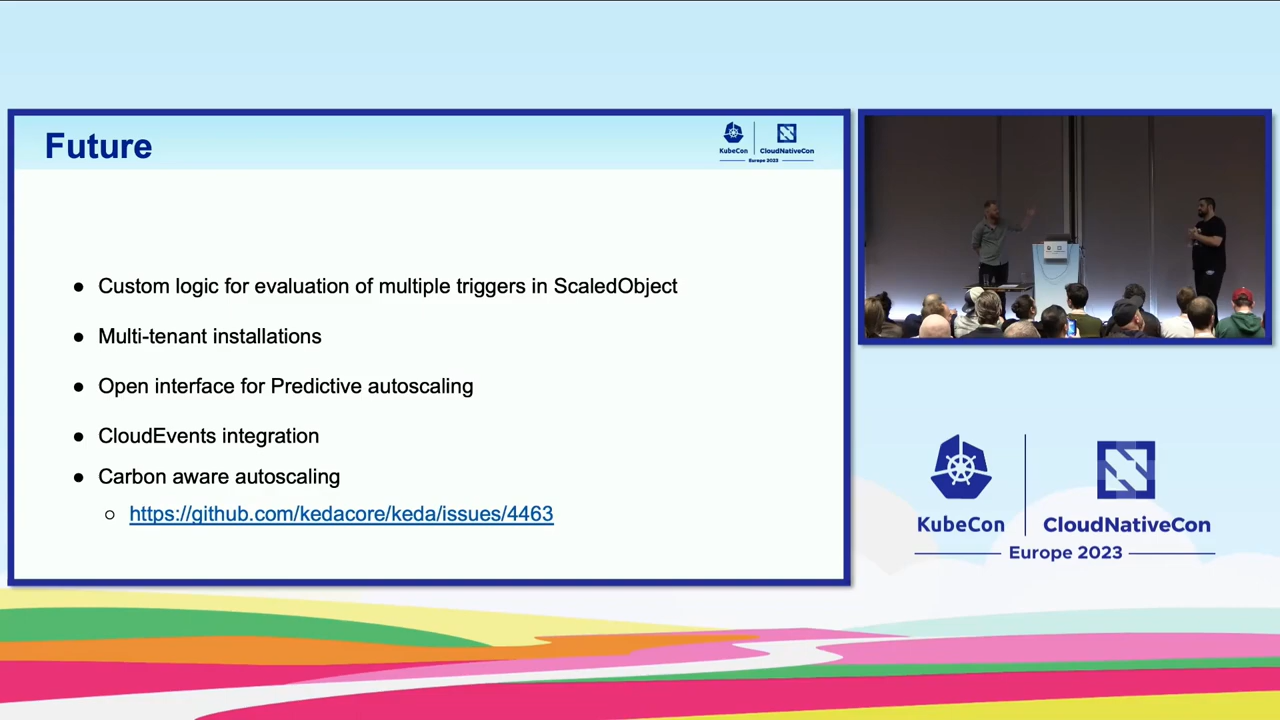 Future
KubeCon
CloudNativeCon
Europe 2023
● Custom logic for evaluation of multiple triggers in ScaledObject
● Multi-tenant installations
● Open interface for Predictive autoscaling
● CloudEvents integration
● Carbon aware autoscaling
○ https://github.com/kedacore/keda/issues/4463
KubeCon
CloudNativeCon
Europe 2023